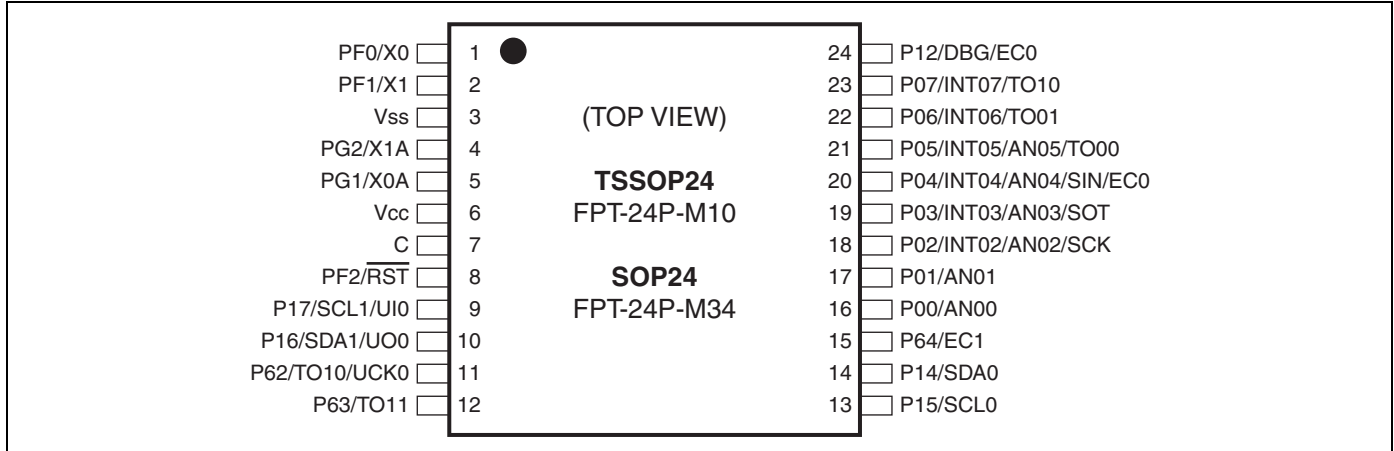 PF0/X0 1 24 P12/DBG/EC0
PF1/X1 2 23 P07/INT07/TO10
Vss 3 (TOP VIEW) 22 P06/INT06/TO01
PG2/X1A 4 21 P05/INT05/AN05/TO00
PG1/X0A 5 TSSOP24 20 P04/INT04/AN04/SIN/EC0
Vcc 6 FPT-24P-M10 19 P03/INT03/AN03/SOT
C 7 18 P02/INT02/AN02/SCK
PF2/RST 8 SOP24 17 P01/AN01
P17/SCL1/UI0 9 FPT-24P-M34 16 P00/AN00
P16/SDA1/UO0 10 15 P64/EC1
P62/TO10/UCK0 11 14 P14/SDA0
P63/TO11 12 13 P15/SCL0